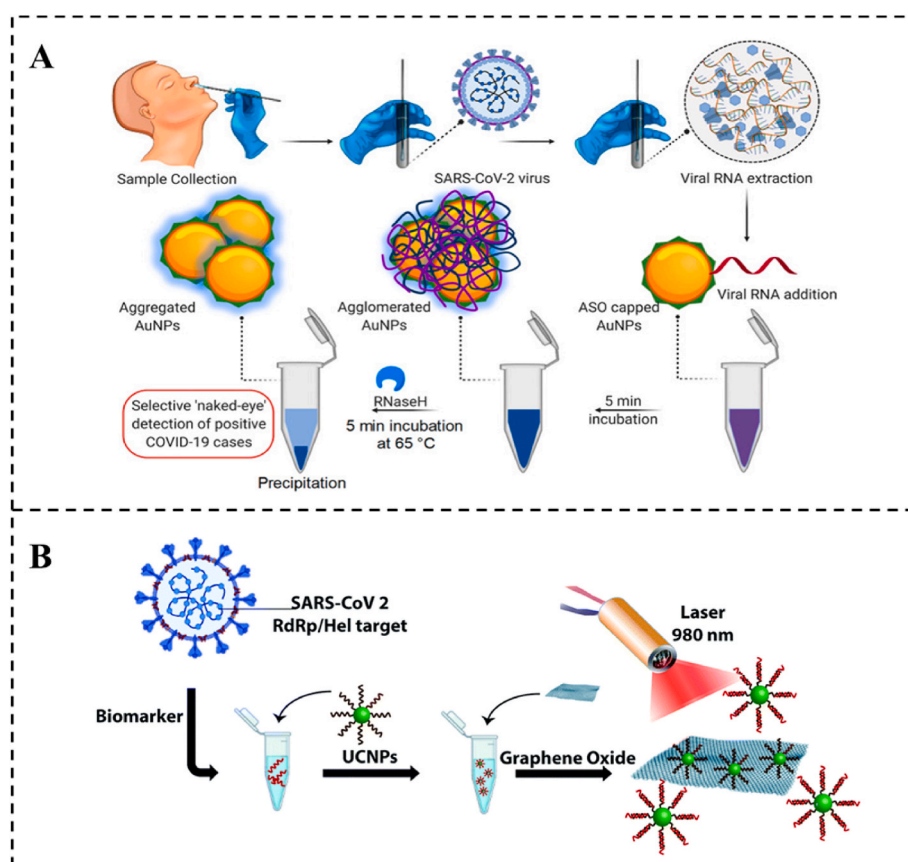 A
Sample Collection
SARS-CoV-2 virus
Viral RNA extraction
Aggregated
AuNPs
Agglomerated
AuNPs
ASO capped
AuNPs
Viral RNA addition
Selective 'naked-eye'
detection of positive
COVID-19 cases
Precipitation
RNaseH
5 min incubation
at 65 °C
5 min
incubation
B
SARS-CoV 2
RdRp/Hel target
Laser
980 nm
Biomarker
UCNPs
Graphene Oxide